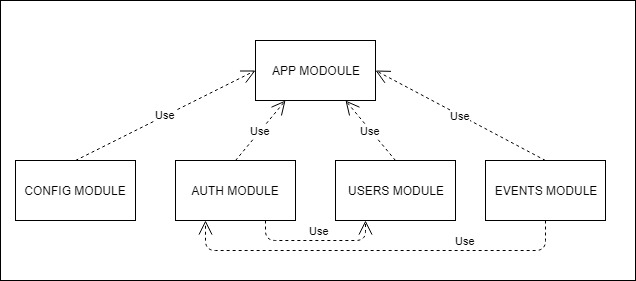 APP MODOULE
Use
Use
Use
Use
CONFIG MODULE
AUTH MODULE
USERS MODULE
EVENTS MODULE
Use
Use